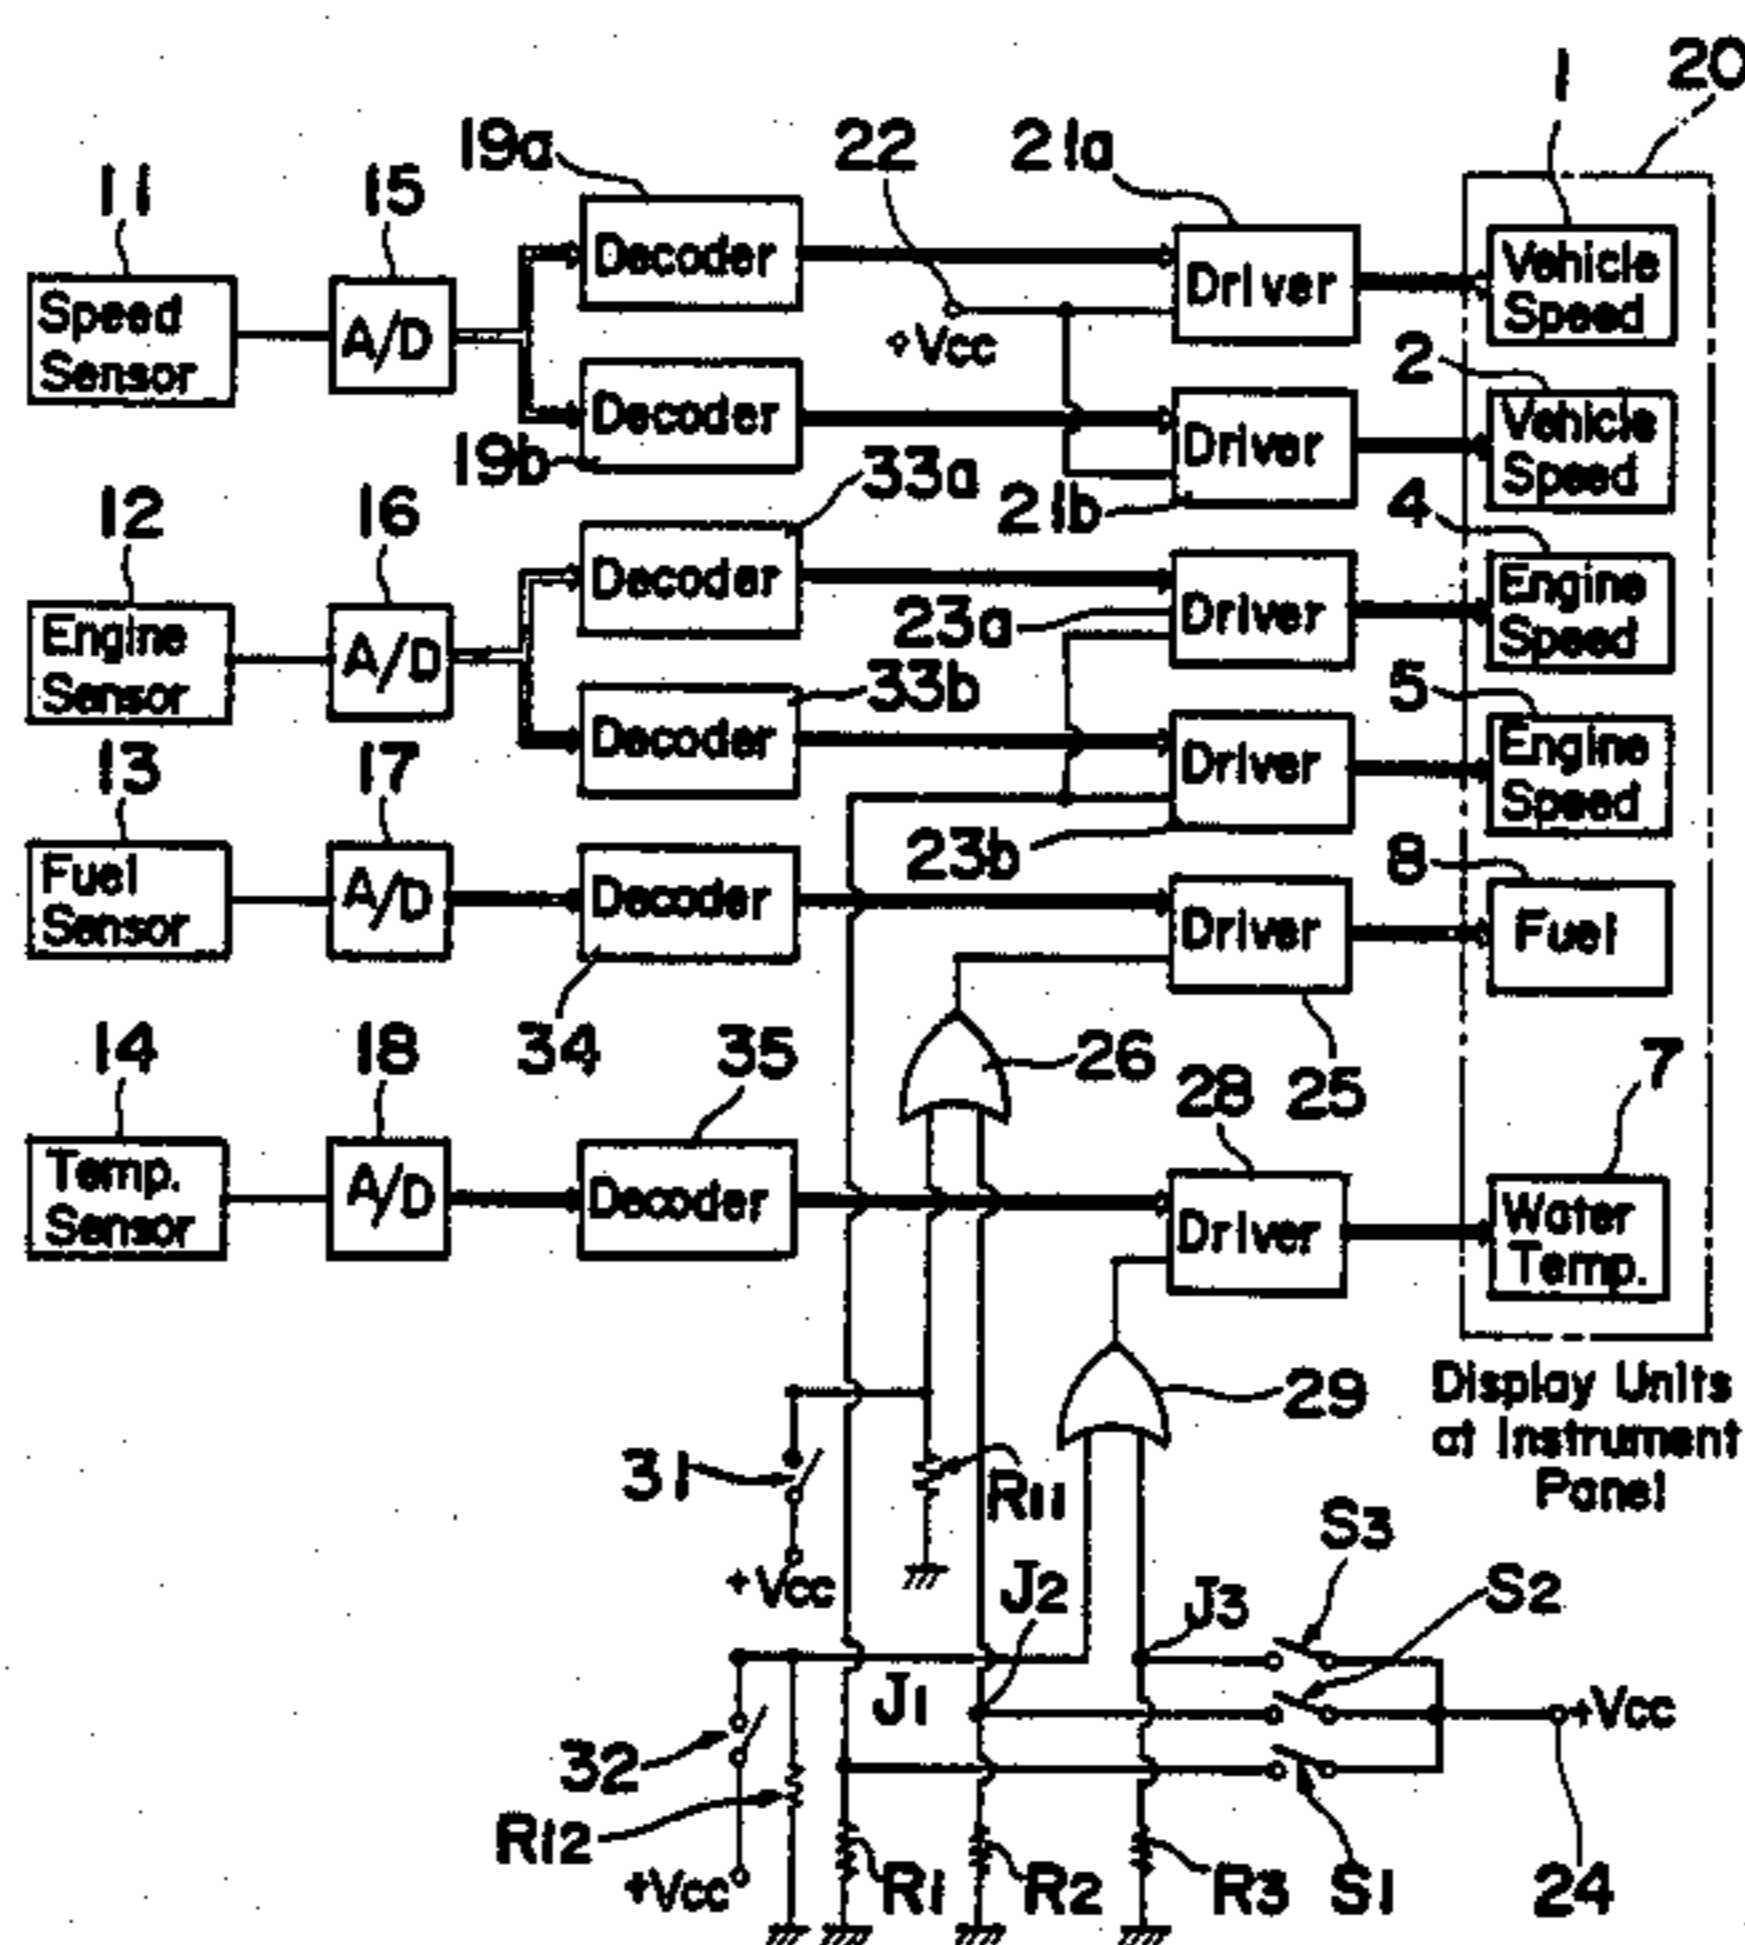 1
20
19a
22
21a
11
15
Speed
Sensor
A/D
Decoder
+Vcc
Driver
Vehicle
Speed
2
Decoder
19b
33a
Driver
21b
Vehicle
Speed
4
12
16
Engine
Sensor
A/D
Decoder
23a
Driver
Engine
Speed
33b
5
Decoder
Driver
Engine
Speed
13
17
23b
8
Fuel
Sensor
A/D
Decoder
Driver
Fuel
14
18
34
35
26
28
25
7
Temp.
Sensor
A/D
Decoder
Driver
Water
Temp.
29
Display Units
at Instrument
Panel
31
R11
+Vcc
S3
J2
J3
S2
J1
+Vcc
32
R12
+Vcc
R1
R2
R3
S1
24